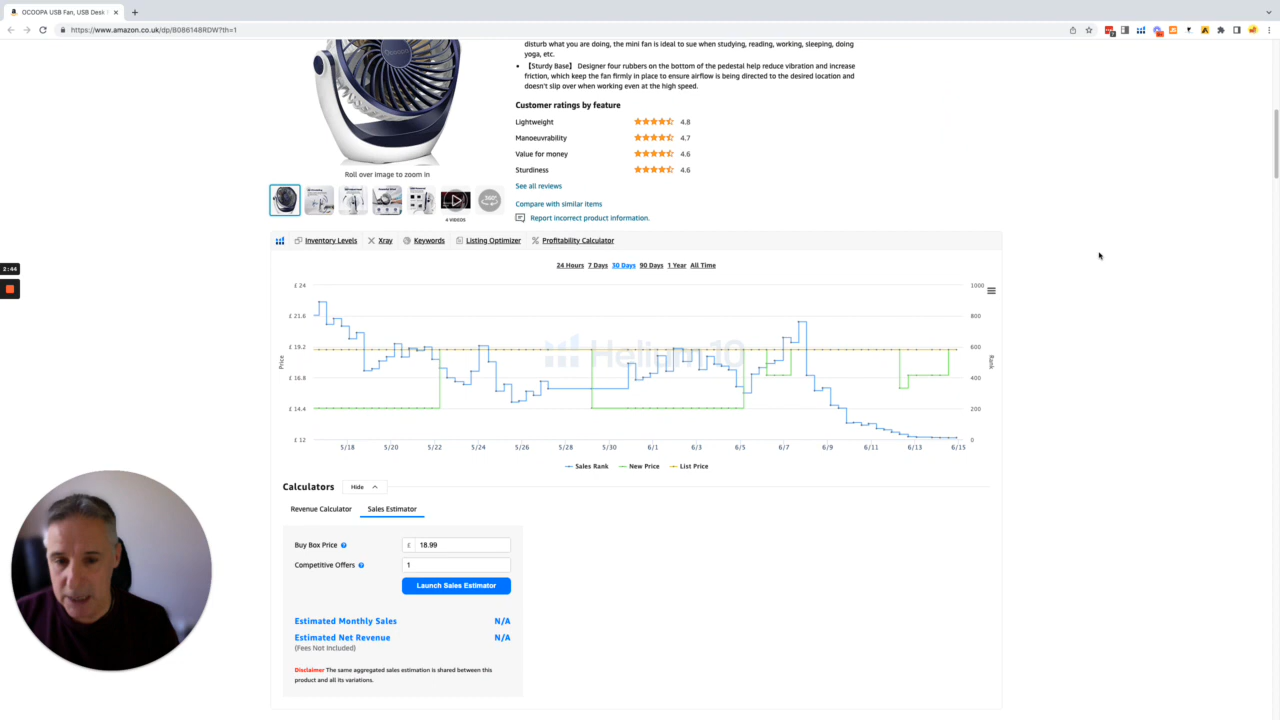 OCOOPA USB Fan, USB Desk
https://www.amazon.co.uk/dp/B086148RDW?th=1
disturb what you are doing, the mini fan is ideal to sue when studying, reading, working, sleeping, doing
yoga, etc.
【Sturdy Base】 Designer four rubbers on the bottom of the pedestal help reduce vibration and increase
friction, which keep the fan firmly in place to ensure airflow is being directed to the desired location and
doesn't slip over when working even at the high speed.
Customer ratings by feature
Lightweight 4.8
Manoeuvrability 4.7
Value for money 4.6
Sturdiness 4.6
Roll over image to zoom in
See all reviews
4 VIDEOS
360°
Compare with similar items
Report incorrect product information.
Inventory Levels Xray Keywords Listing Optimizer Profitability Calculator
24 Hours 7 Days 30 Days 90 Days 1 Year All Time
2:44
£ 24 1000
£ 21.6 800
£ 19.2 600
£ 16.8 400
£ 14.4 200
£ 12 0
Price
Rank
Helium 10
5/18 5/20 5/22 5/24 5/26 5/28 5/30 6/1 6/3 6/5 6/7 6/9 6/11 6/13 6/15
Sales Rank New Price List Price
Calculators Hide
Revenue Calculator Sales Estimator
Buy Box Price £ 18.99
Competitive Offers 1
Launch Sales Estimator
Estimated Monthly Sales N/A
Estimated Net Revenue N/A
(Fees Not Included)
Disclaimer The same aggregated sales estimation is shared between this
product and all its variations.